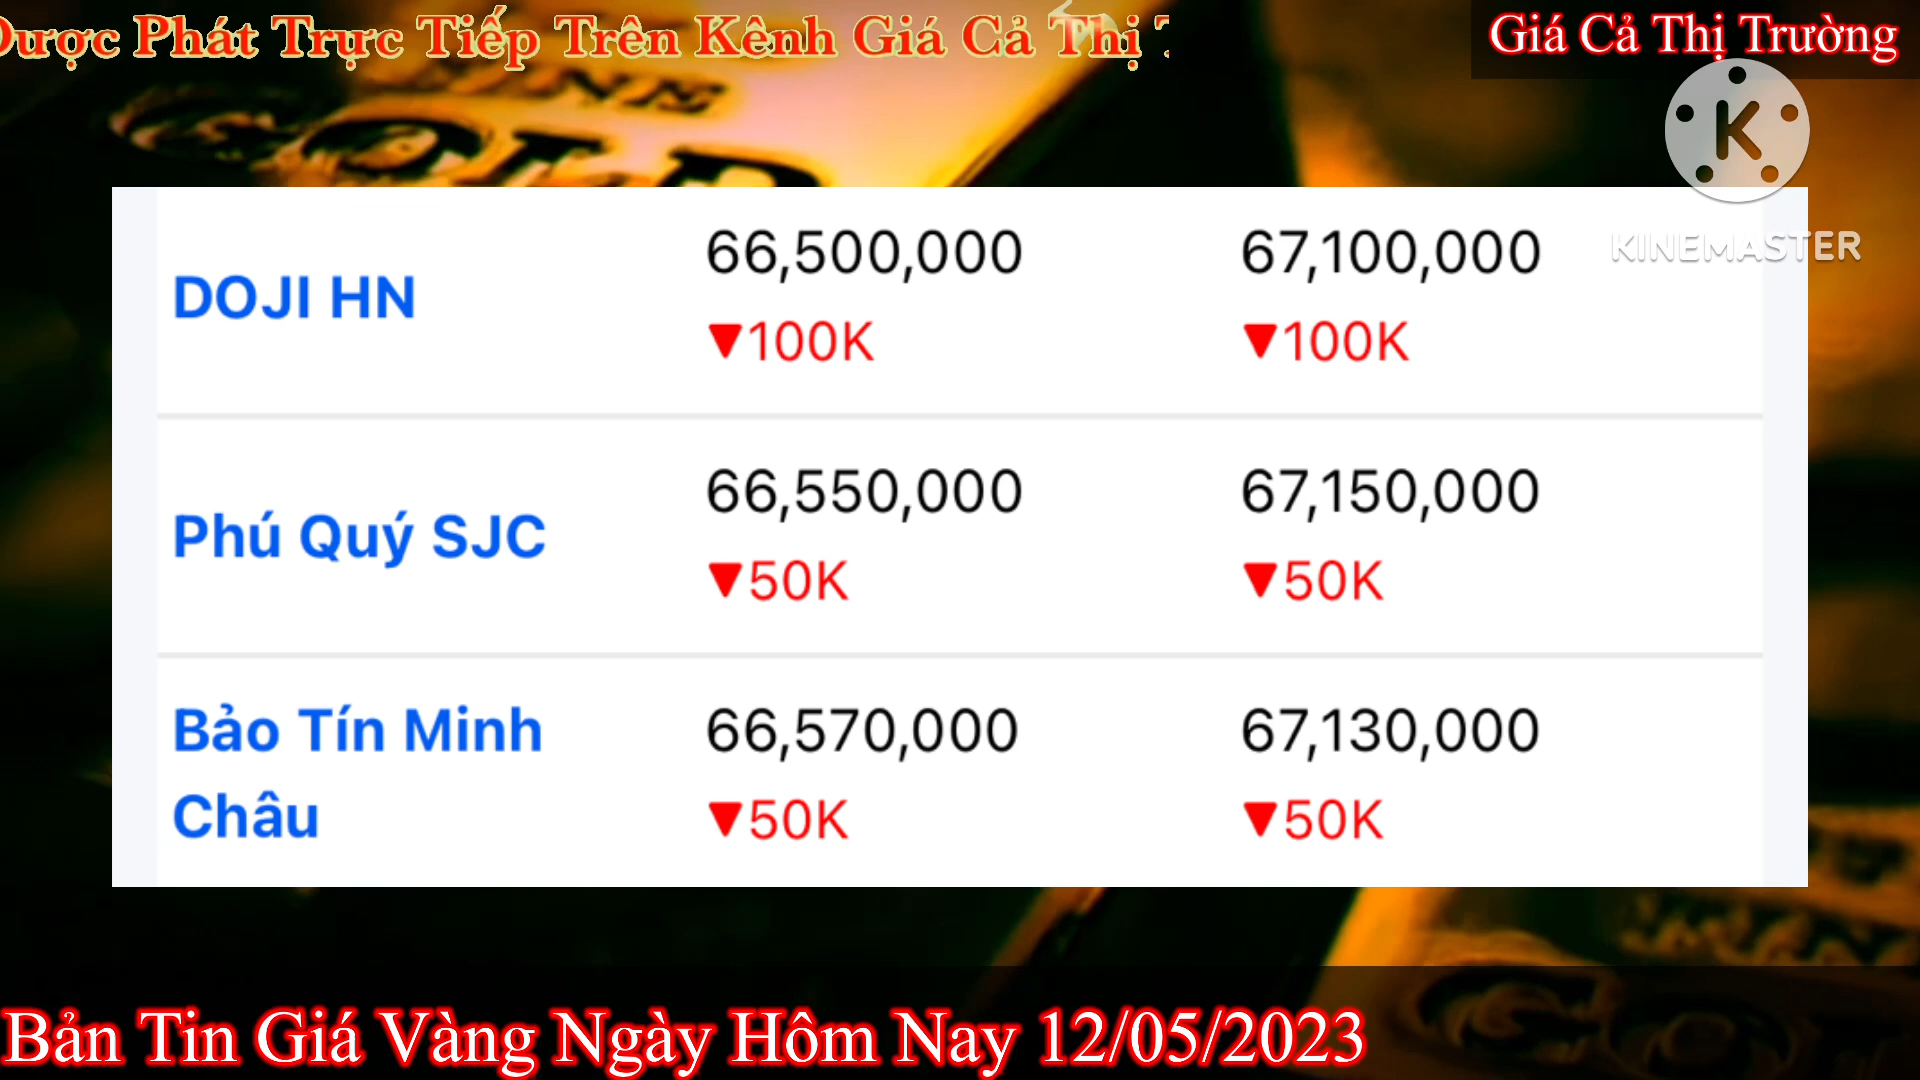 Được Phát Trực Tiếp Trên Kênh Giá Cả Thị
Giá Cả Thị Trường
FINE
GOLD
K
KINEMASTER
DOJI HN 66,500,000 67,100,000
▼100K ▼100K
Phú Quý SJC 66,550,000 67,150,000
▼50K ▼50K
Bảo Tín Minh 66,570,000 67,130,000
Châu ▼50K ▼50K
Bản Tin Giá Vàng Ngày Hôm Nay 12/05/2023